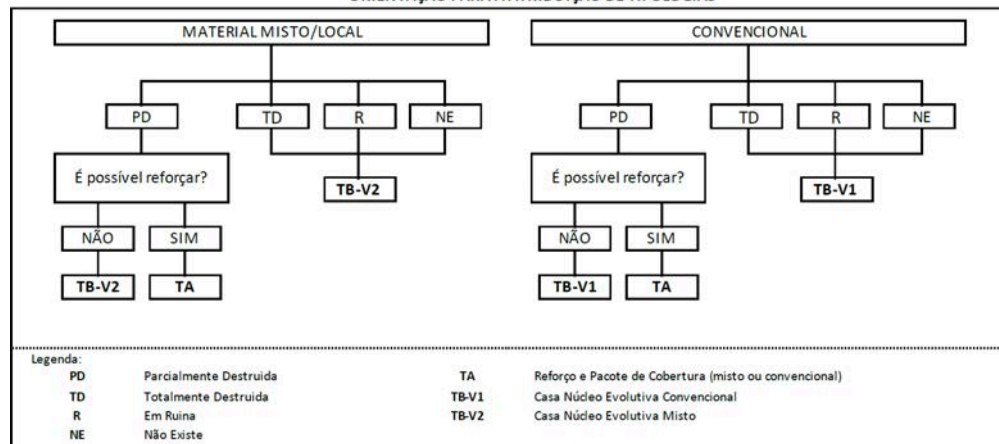 MATERIAL MISTO/LOCAL
CONVENCIONAL
PD
TD
R
NE
PD
TD
R
NE
É possível reforçar?
TB-V2
É possível reforçar?
TB-V1
NÃO
SIM
NÃO
SIM
TB-V2
TA
TB-V1
TA
Legenda:
PD Parcialmente Destruida TA Reforço e Pacote de Cobertura (misto ou convencional)
TD Totalmente Destruida TB-V1 Casa Núcleo Evolutiva Convencional
R Em Ruina TB-V2 Casa Núcleo Evolutiva Misto
NE Não Existe